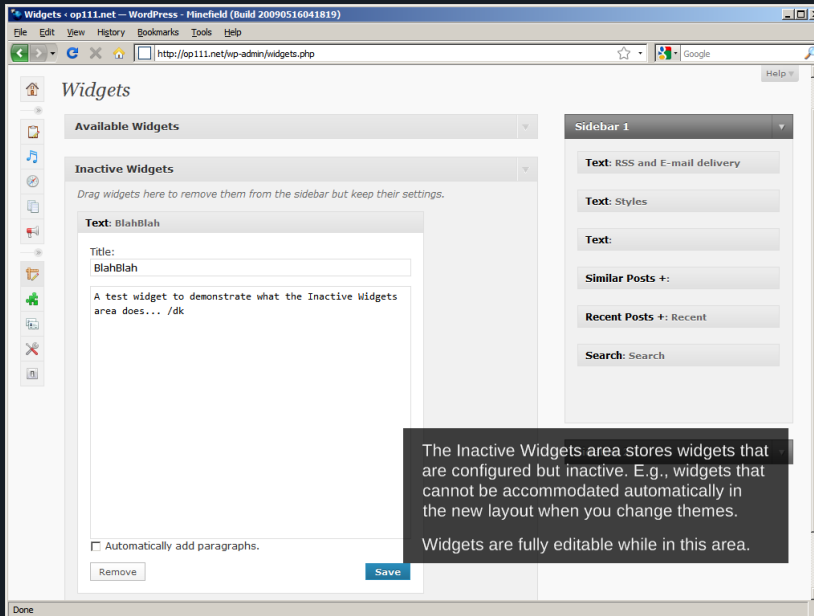 Widgets ‹ op111.net — WordPress - Minefield (Build 20090516041819)
File Edit View History Bookmarks Tools Help
http://op111.net/wp-admin/widgets.php
Google
Help
Widgets
Available Widgets
Inactive Widgets
Drag widgets here to remove them from the sidebar but keep their settings.
Text: BlahBlah
Title:
BlahBlah
A test widget to demonstrate what the Inactive Widgets
area does... /dk
Automatically add paragraphs.
Remove
Save
Sidebar 1
Text: RSS and E-mail delivery
Text: Styles
Text:
Similar Posts +:
Recent Posts +: Recent
Search: Search
The Inactive Widgets area stores widgets that
are configured but inactive. E.g., widgets that
cannot be accommodated automatically in
the new layout when you change themes.
Widgets are fully editable while in this area.
Done